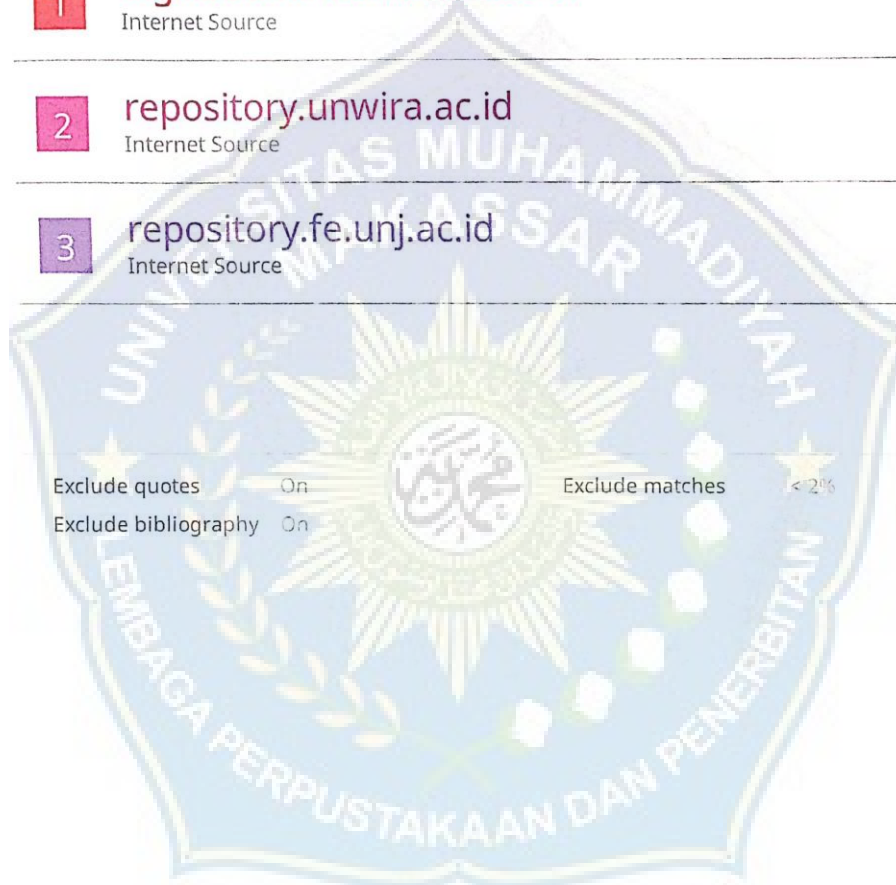 1
Internet Source
2 repository.unwira.ac.id
Internet Source
3 repository.fe.unj.ac.id
Internet Source
UNIVERSITAS MUHAMMADIYAH
MAKASSAR
Exclude quotes On Exclude matches < 2%
Exclude bibliography On
LEMBAGA PERPUSTAKAAN DAN PENERBITAN